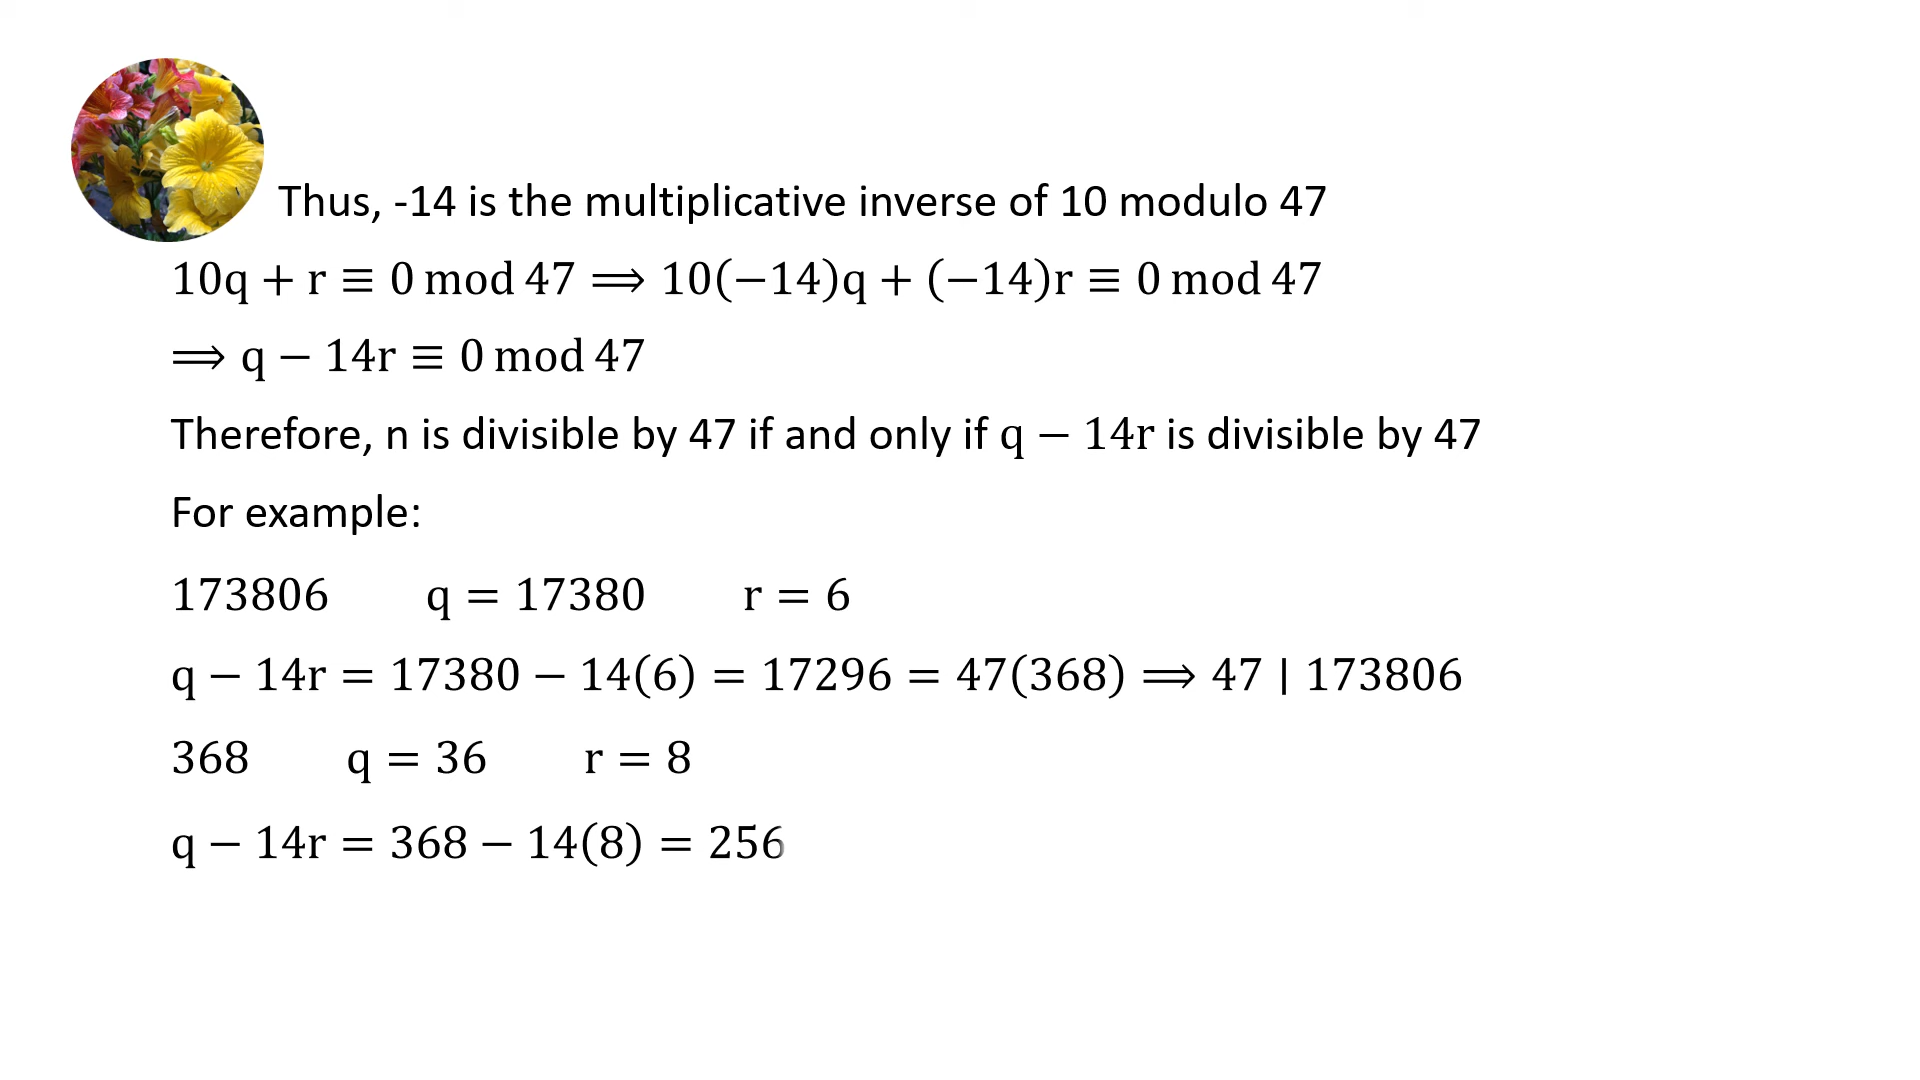 Thus, -14 is the multiplicative inverse of 10 modulo 47
10q + r ≡ 0 mod 47 ⟹ 10(−14)q + (−14)r ≡ 0 mod 47
⟹ q − 14r ≡ 0 mod 47
Therefore, n is divisible by 47 if and only if q − 14r is divisible by 47
For example:
173806 q = 17380 r = 6
q − 14r = 17380 − 14(6) = 17296 = 47(368) ⟹ 47 ∣ 173806
368 q = 36 r = 8
q − 14r = 368 − 14(8) = 256